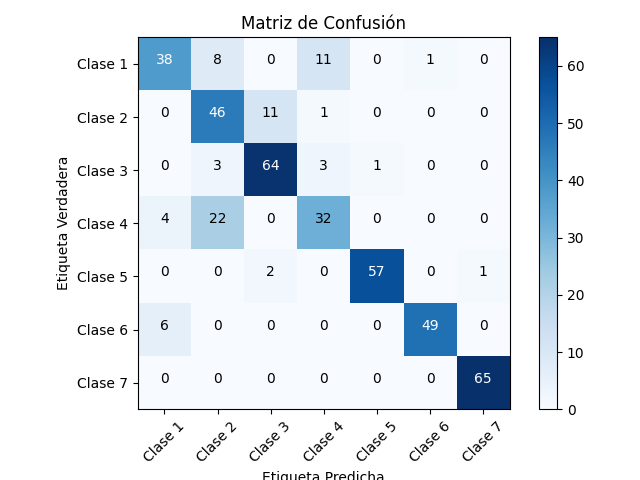 Matriz de Confusión
Etiqueta Verdadera
Clase 1 38 8 0 11 0 1 0
Clase 2 0 46 11 1 0 0 0
Clase 3 0 3 64 3 1 0 0
Clase 4 4 22 0 32 0 0 0
Clase 5 0 0 2 0 57 0 1
Clase 6 6 0 0 0 0 49 0
Clase 7 0 0 0 0 0 0 65
Clase 1 Clase 2 Clase 3 Clase 4 Clase 5 Clase 6 Clase 7
Etiqueta Predicha
60
50
40
30
20
10
0